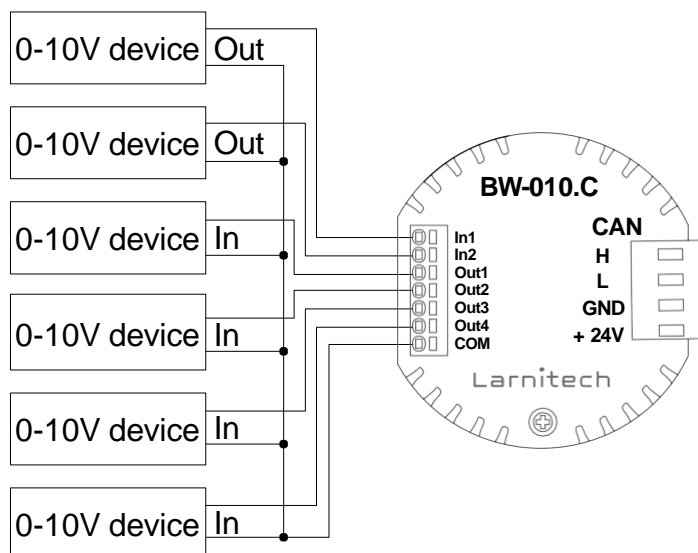 0-10V device Out
0-10V device Out
0-10V device In
0-10V device In
0-10V device In
0-10V device In
BW-010.C
In1
In2
Out1
Out2
Out3
Out4
COM
CAN
H
L
GND
+ 24V
Larnitech